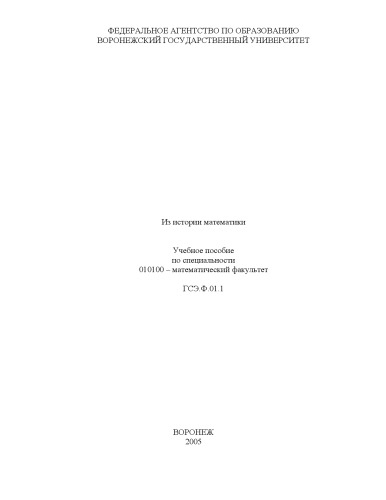 ФЕДЕРАЛЬНОЕ АГЕНТСТВО ПО ОБРАЗОВАНИЮ
ВОРОНЕЖСКИЙ ГОСУДАРСТВЕННЫЙ УНИВЕРСИТЕТ
Из истории математики
Учебное пособие
по специальности
010100 – математический факультет
ГСЭ.Ф.01.1
ВОРОНЕЖ
2005